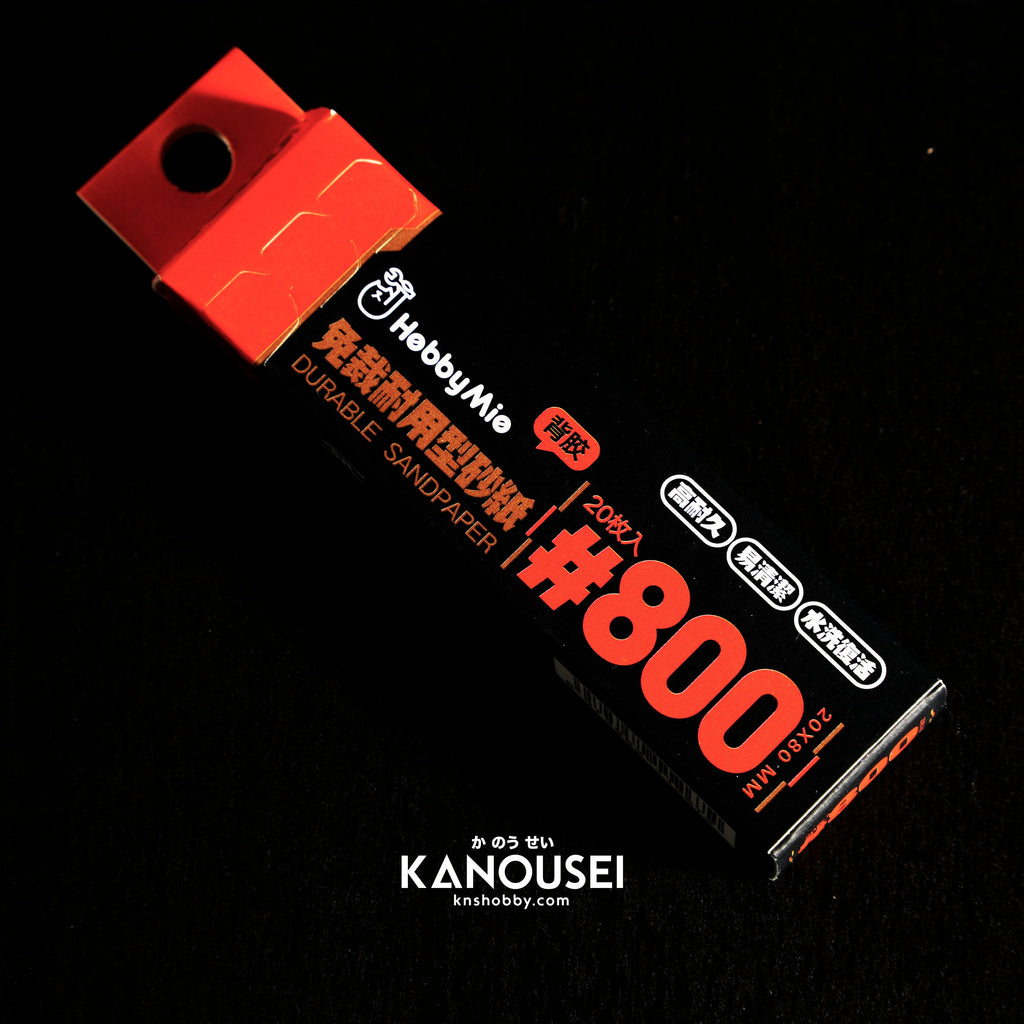 HobbyMio
免裁耐用型砂紙
DURABLE SANDPAPER
背胶
20枚入
#800
20X80 MM
高耐久
易清潔
水洗復活
#800
か のう せい
KANOUSEI
knshobby.com